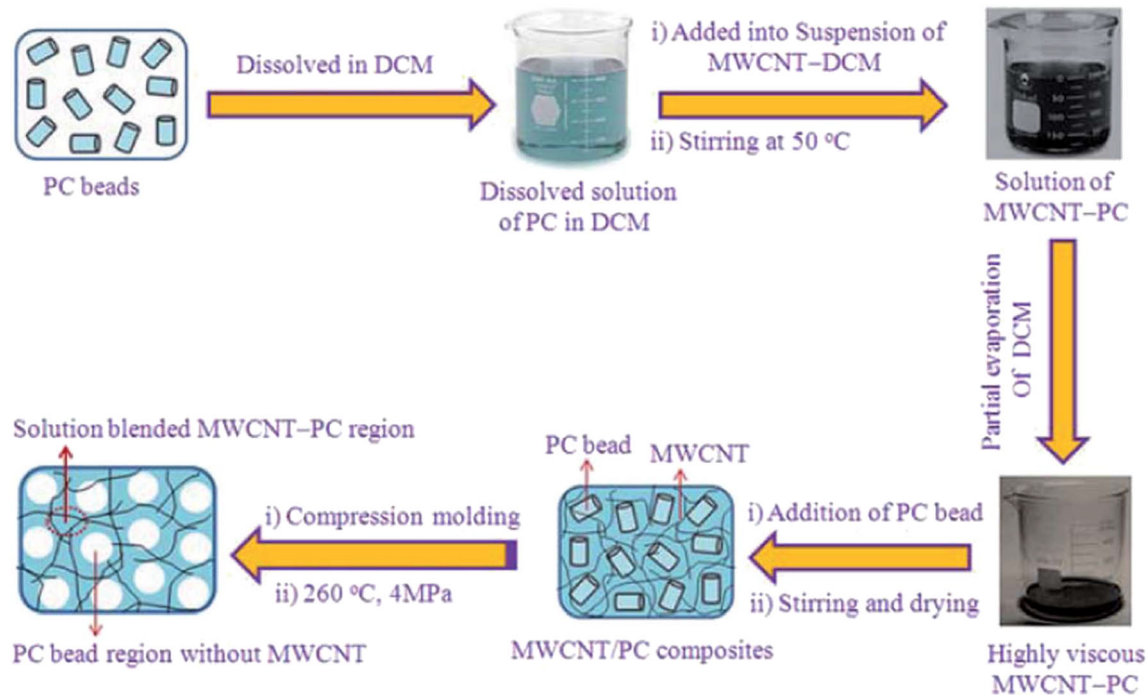 Dissolved in DCM
i) Added into Suspension of
MWCNT–DCM
ii) Stirring at 50 °C
PC beads
Dissolved solution
of PC in DCM
Solution of
MWCNT–PC
Partial evaporation
Of DCM
Solution blended MWCNT–PC region
PC bead
MWCNT
i) Compression molding
ii) 260 °C, 4MPa
i) Addition of PC bead
ii) Stirring and drying
PC bead region without MWCNT
MWCNT/PC composites
Highly viscous
MWCNT–PC